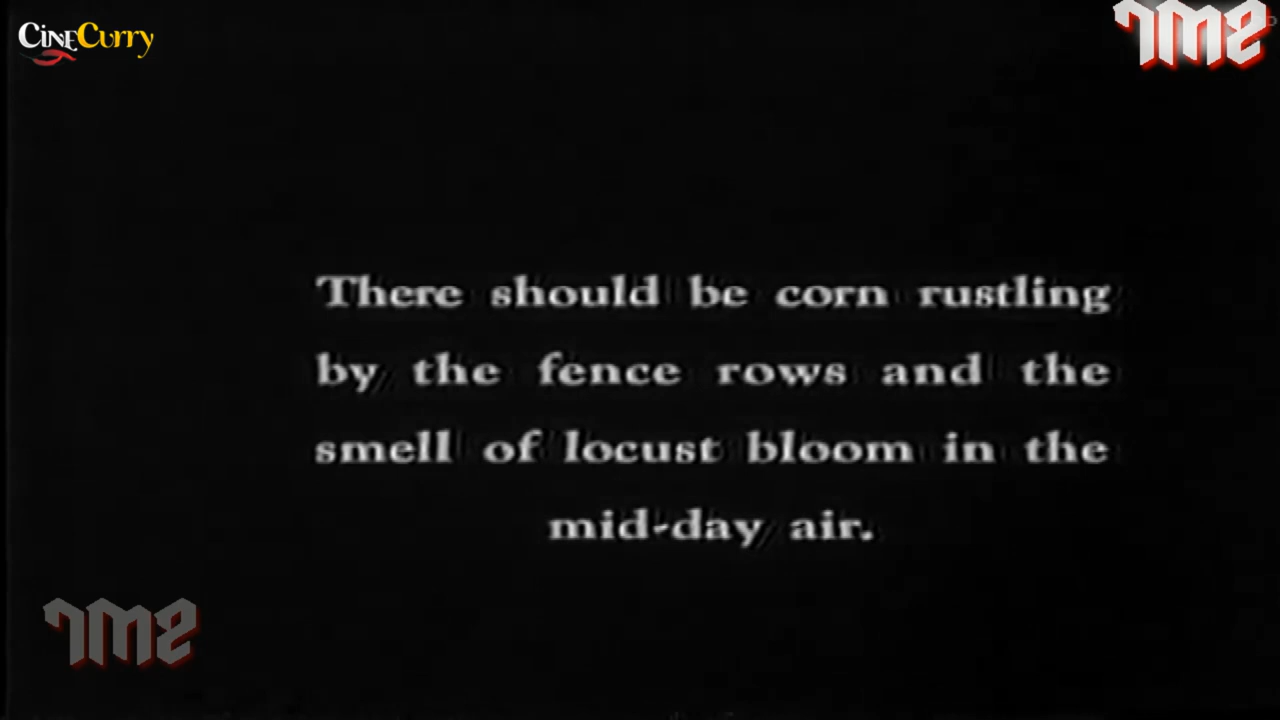 CineCurry
There should be corn rustling
by the fence rows and the
smell of locust bloom in the
mid-day air.